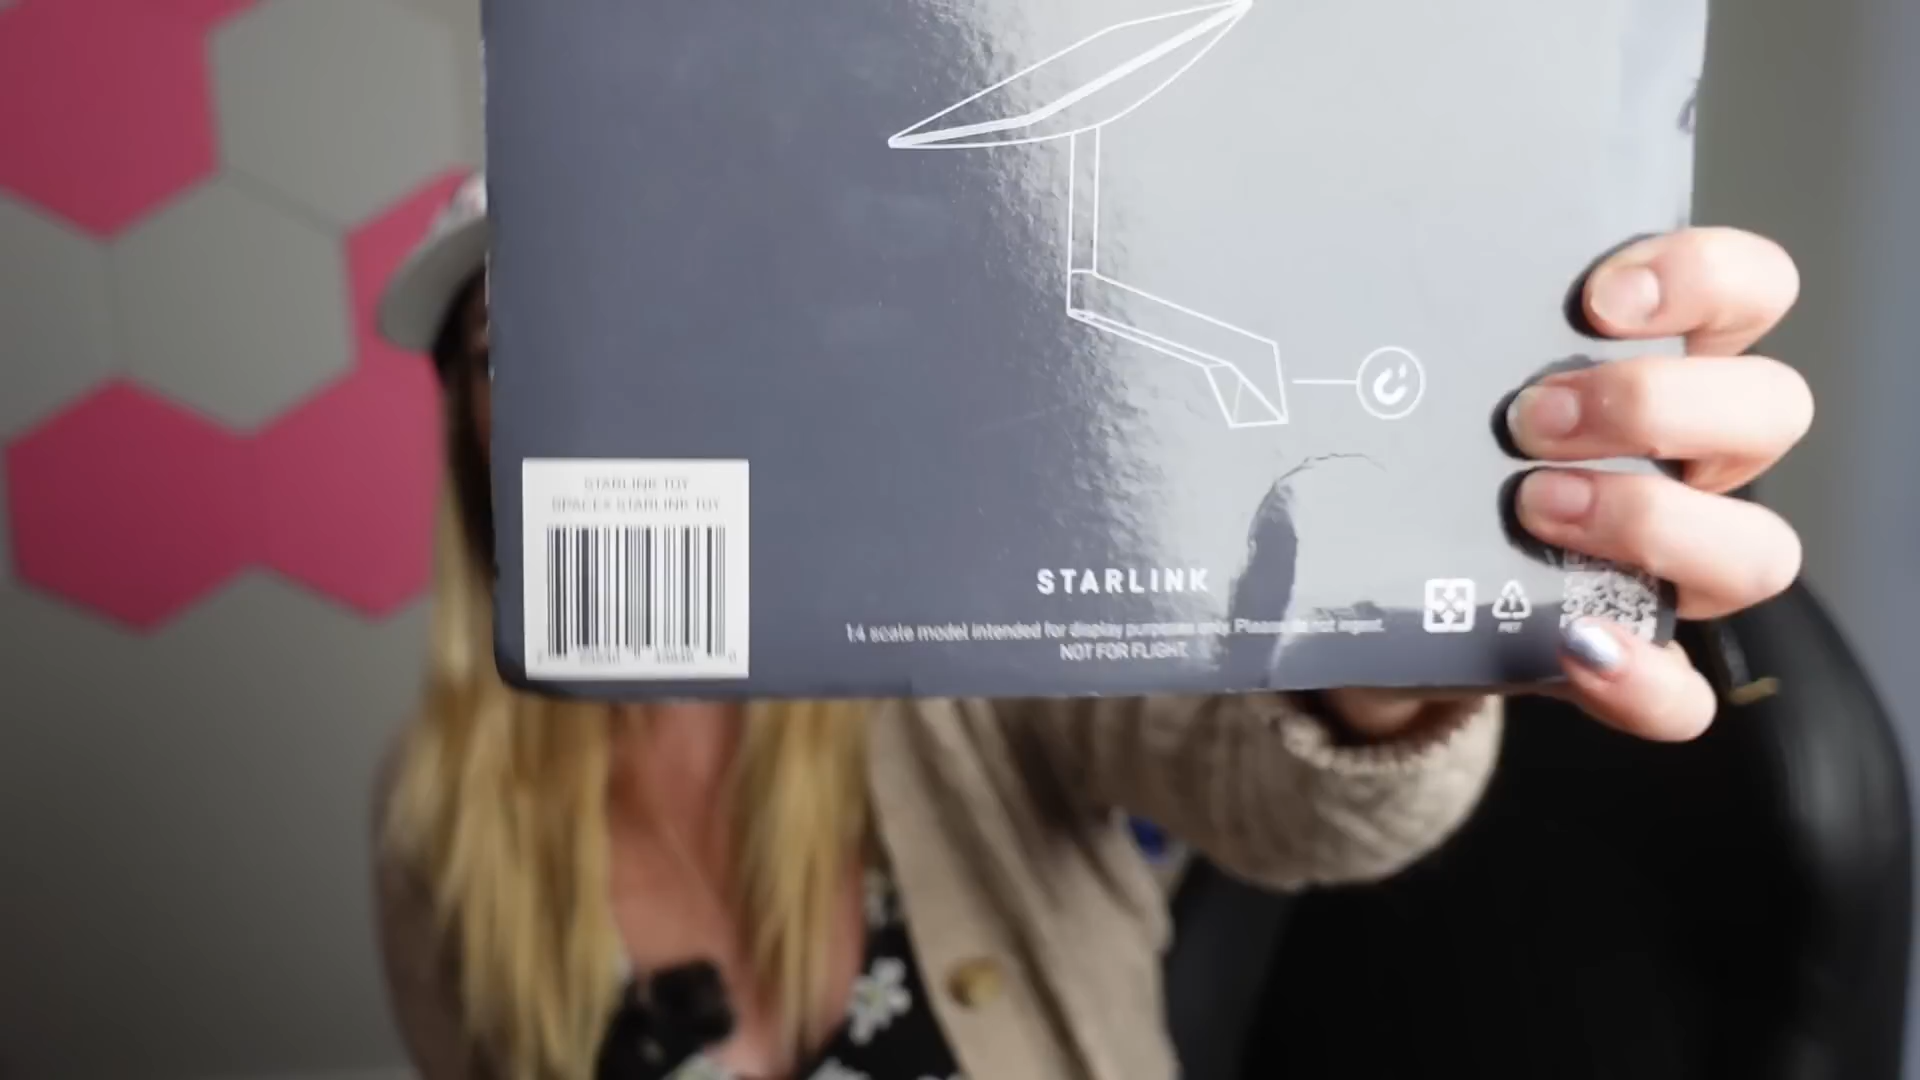 STARLINK TOY
SPACEX STARLINK TOY
STARLINK
1:4 scale model intended for display purposes only. Please do not ingest.
NOT FOR FLIGHT.
PET